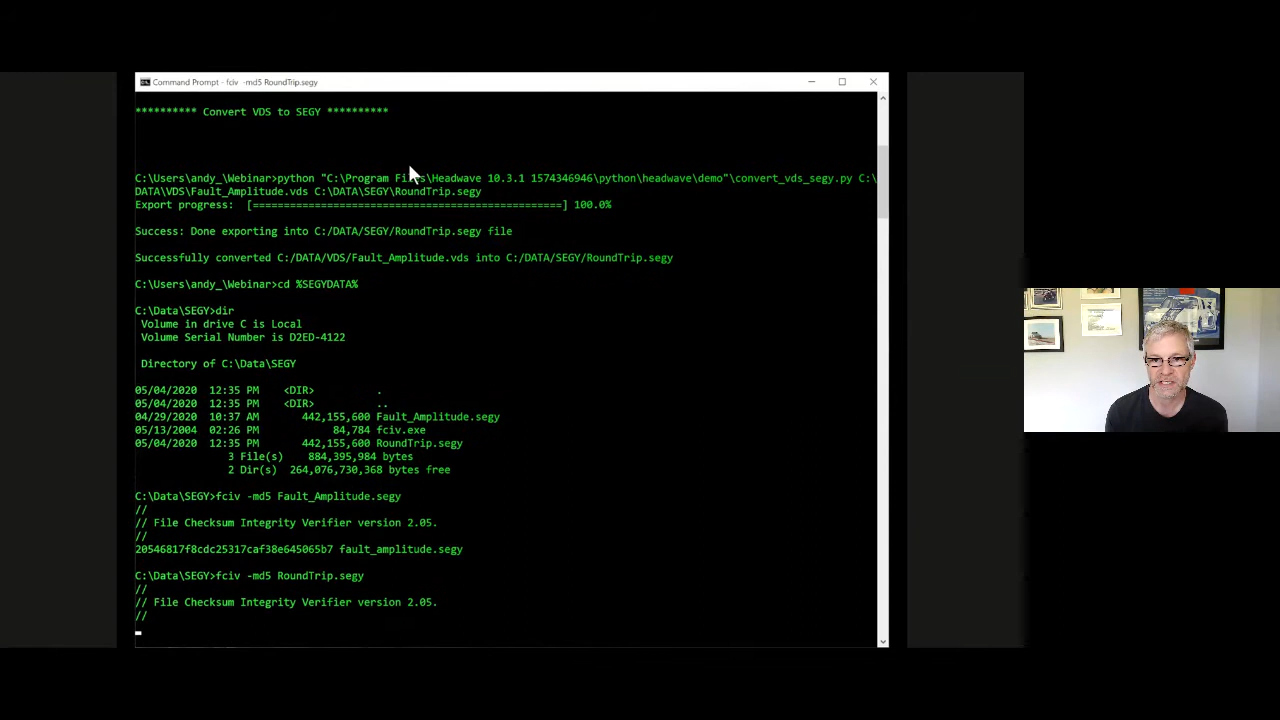 Command Prompt - fciv -md5 RoundTrip.segy
********** Convert VDS to SEGY **********
C:\Users\andy_\Webinar>python "C:\Program Files\Headwave 10.3.1 1574346946\python\headwave\demo"\convert_vds_segy.py C:\
DATA\VDS\Fault_Amplitude.vds C:\DATA\SEGY\RoundTrip.segy
Export progress: [==================================================] 100.0%
Success: Done exporting into C:/DATA/SEGY/RoundTrip.segy file
Successfully converted C:/DATA/VDS/Fault_Amplitude.vds into C:/DATA/SEGY/RoundTrip.segy
C:\Users\andy_\Webinar>cd %SEGYDATA%
C:\Data\SEGY>dir
Volume in drive C is Local
Volume Serial Number is D2ED-4122
Directory of C:\Data\SEGY
05/04/2020 12:35 PM <DIR> .
05/04/2020 12:35 PM <DIR> ..
04/29/2020 10:37 AM 442,155,600 Fault_Amplitude.segy
05/13/2004 02:26 PM 84,784 fciv.exe
05/04/2020 12:35 PM 442,155,600 RoundTrip.segy
3 File(s) 884,395,984 bytes
2 Dir(s) 264,076,730,368 bytes free
C:\Data\SEGY>fciv -md5 Fault_Amplitude.segy
//
// File Checksum Integrity Verifier version 2.05.
//
20546817f8cdc25317caf38e645065b7 fault_amplitude.segy
C:\Data\SEGY>fciv -md5 RoundTrip.segy
//
// File Checksum Integrity Verifier version 2.05.
//